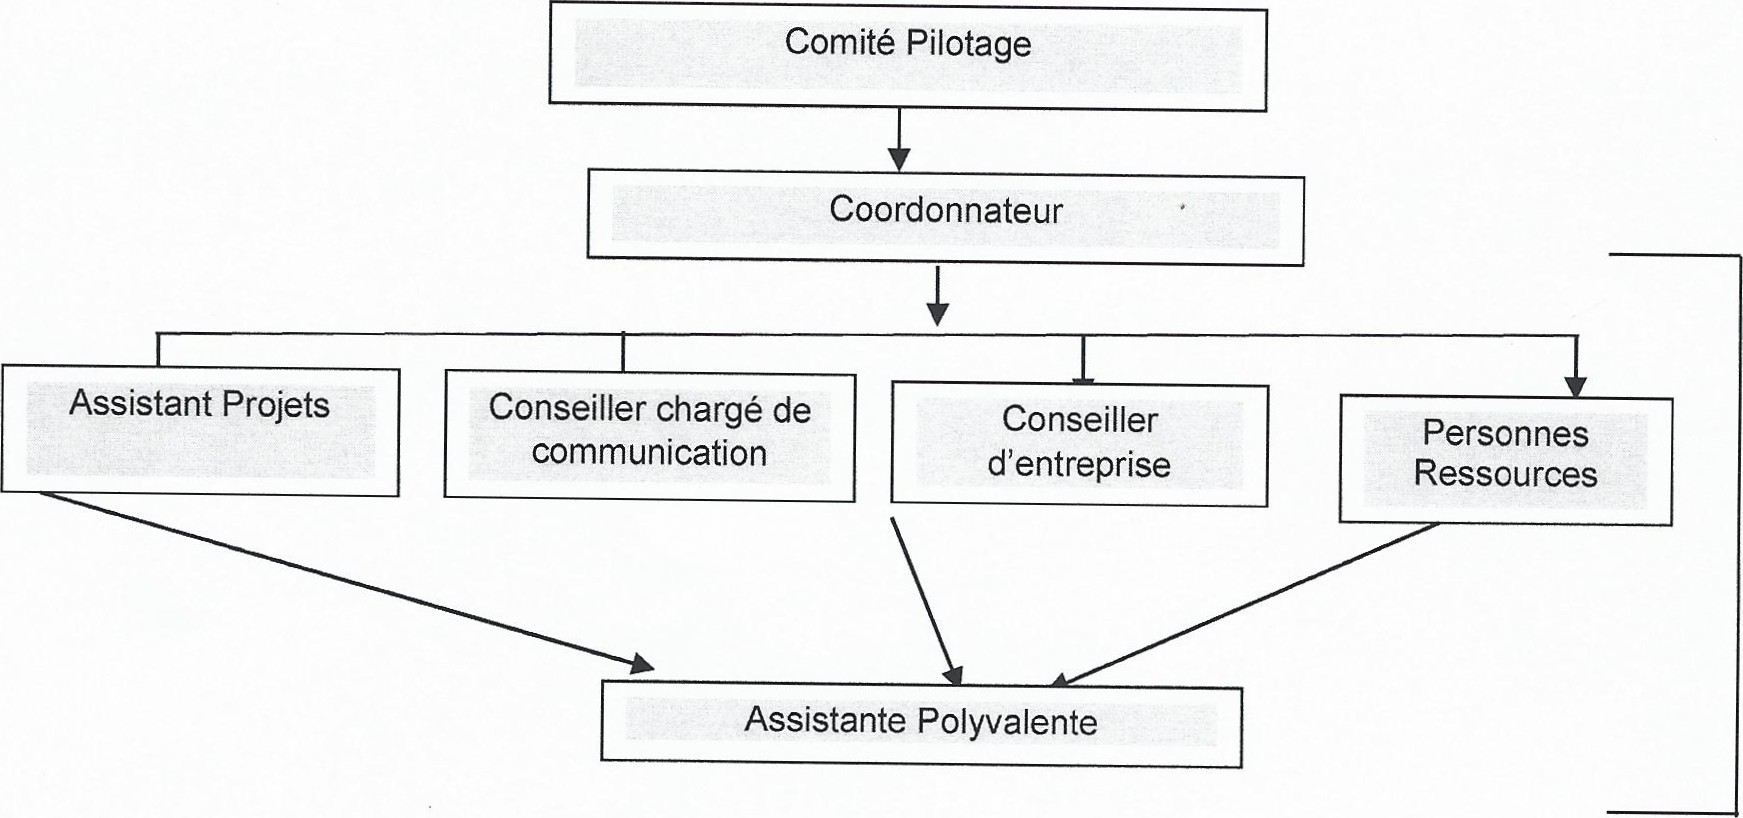 Comité Pilotage
Coordonnateur
Assistant Projets
Conseiller chargé de
communication
Conseiller
d'entreprise
Personnes
Ressources
Assistante Polyvalente